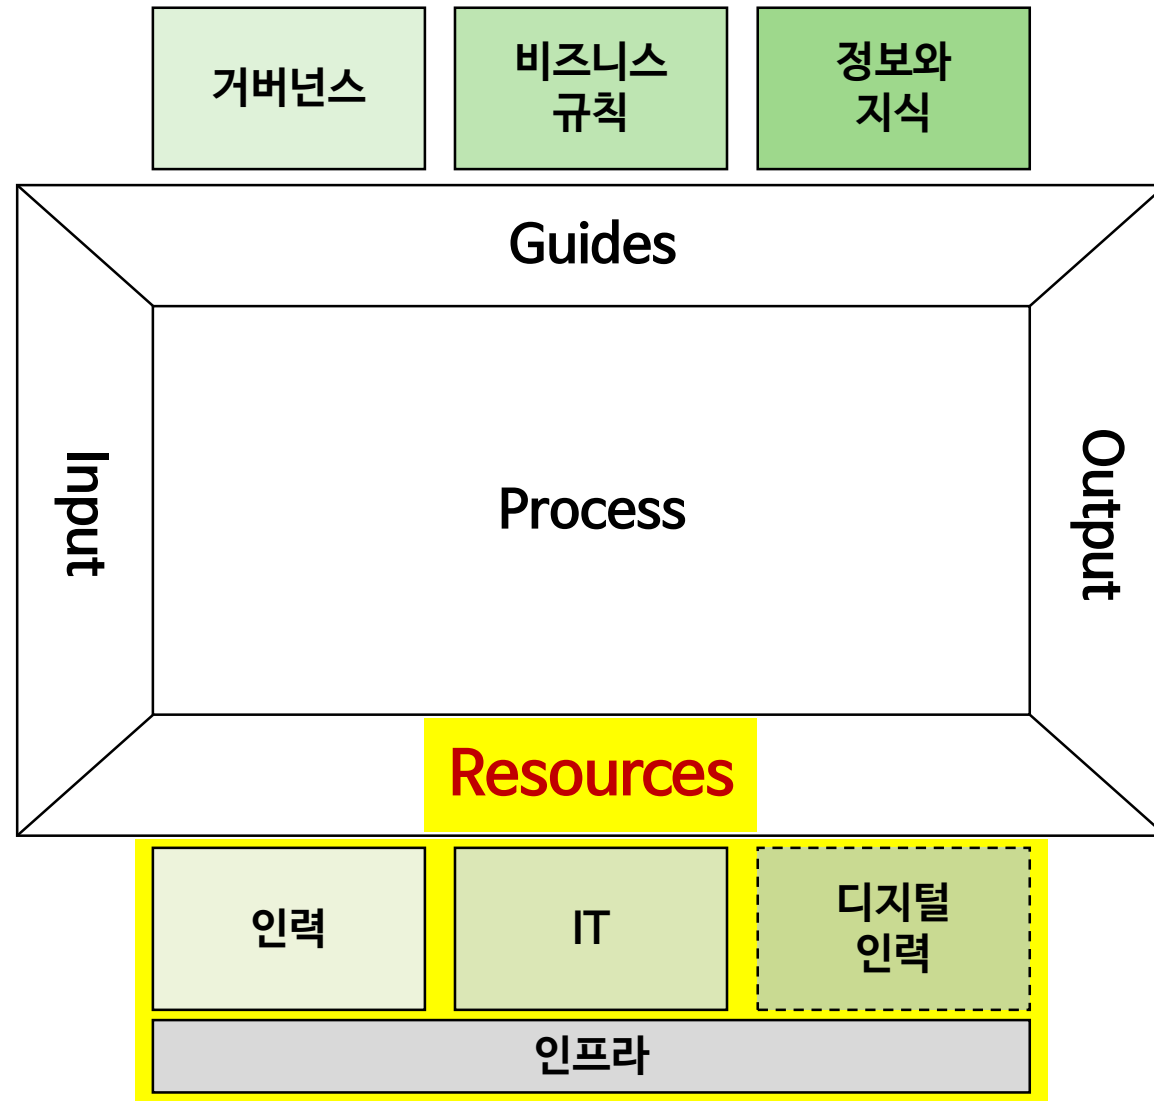 거버넌스
비즈니스
규칙
정보와
지식
Guides
Input
Process
Output
Resources
인력
IT
디지털
인력
인프라